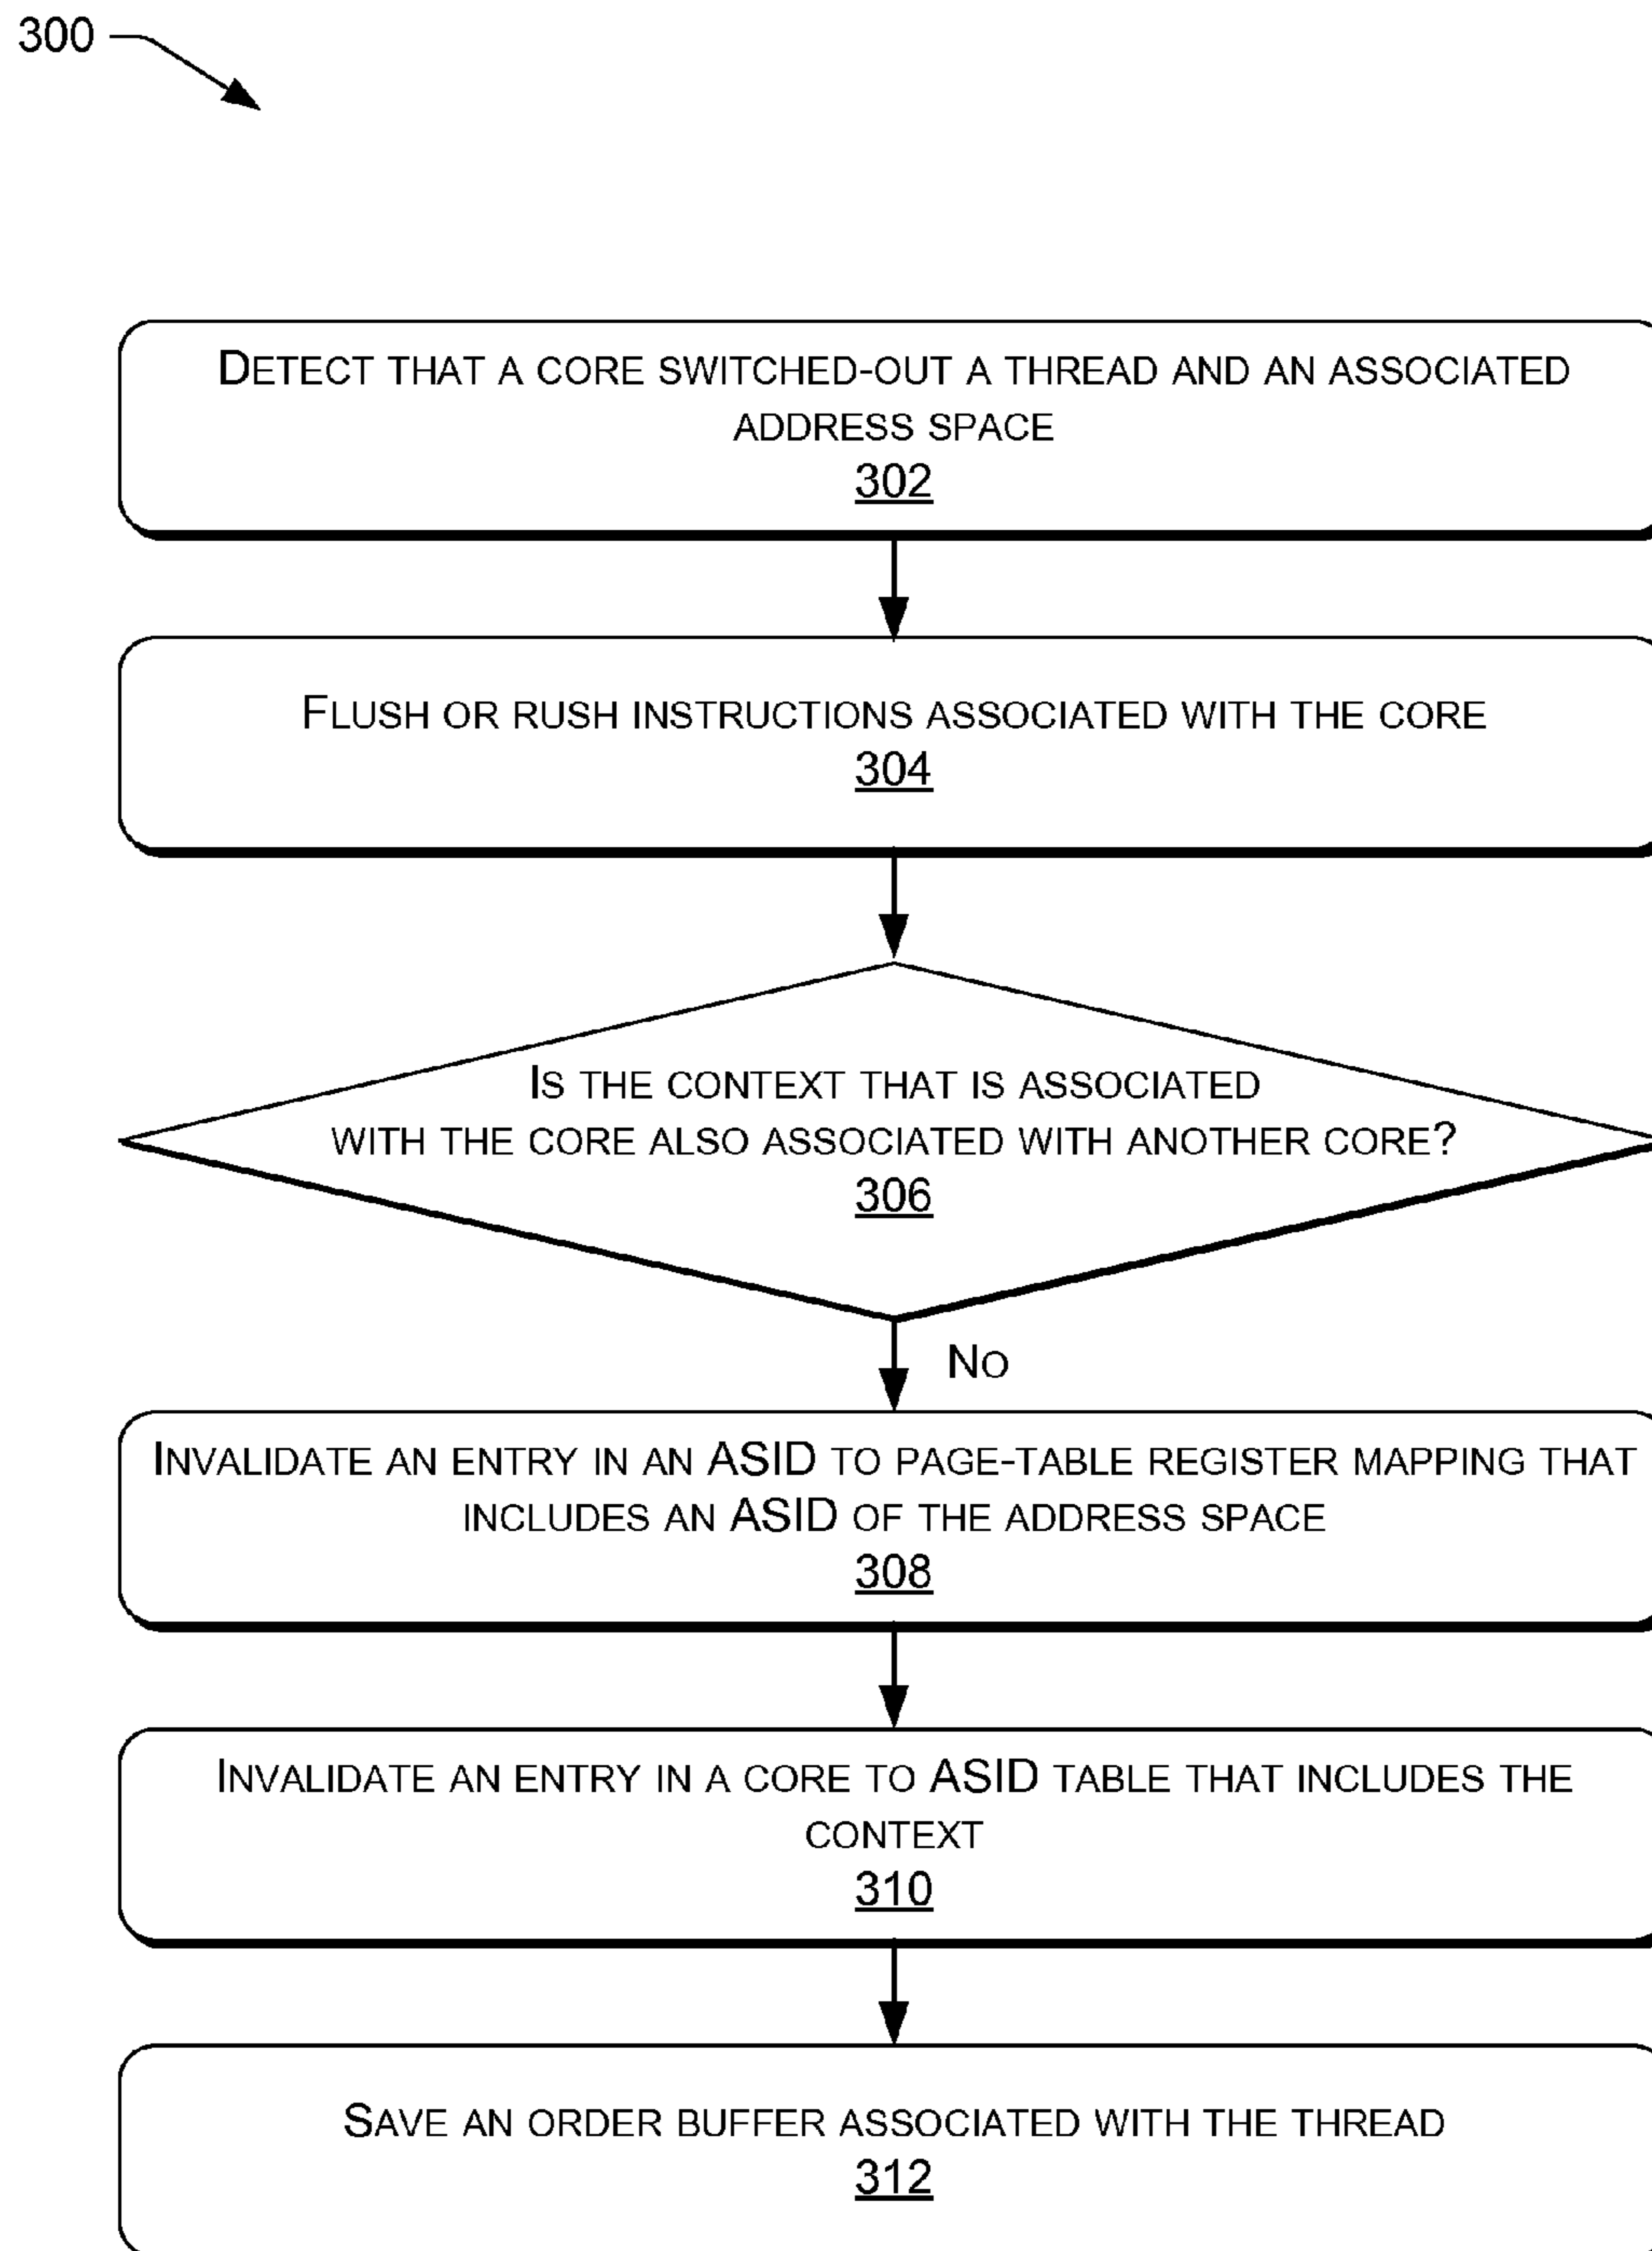 300
DETECT THAT A CORE SWITCHED-OUT A THREAD AND AN ASSOCIATED
ADDRESS SPACE
302
FLUSH OR RUSH INSTRUCTIONS ASSOCIATED WITH THE CORE
304
IS THE CONTEXT THAT IS ASSOCIATED
WITH THE CORE ALSO ASSOCIATED WITH ANOTHER CORE?
306
NO
INVALIDATE AN ENTRY IN AN ASID TO PAGE-TABLE REGISTER MAPPING THAT
INCLUDES AN ASID OF THE ADDRESS SPACE
308
INVALIDATE AN ENTRY IN A CORE TO ASID TABLE THAT INCLUDES THE
CONTEXT
310
SAVE AN ORDER BUFFER ASSOCIATED WITH THE THREAD
312